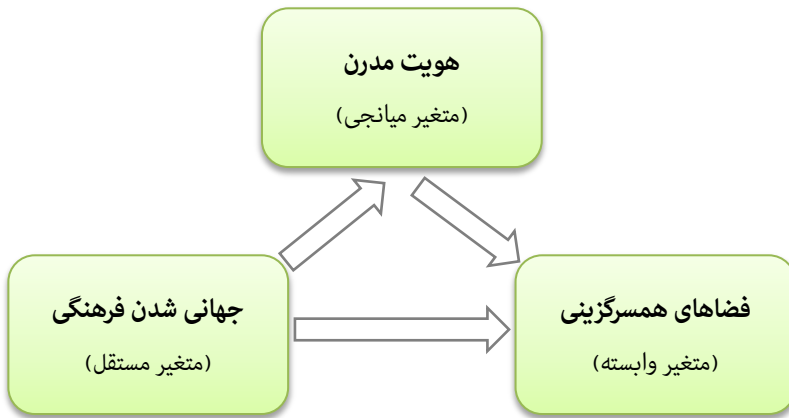 هویت مدرن
(متغیر میانجی)
جهانی شدن فرهنگی
(متغیر مستقل)
فضاهای همسرگزینی
(متغیر وابسته)